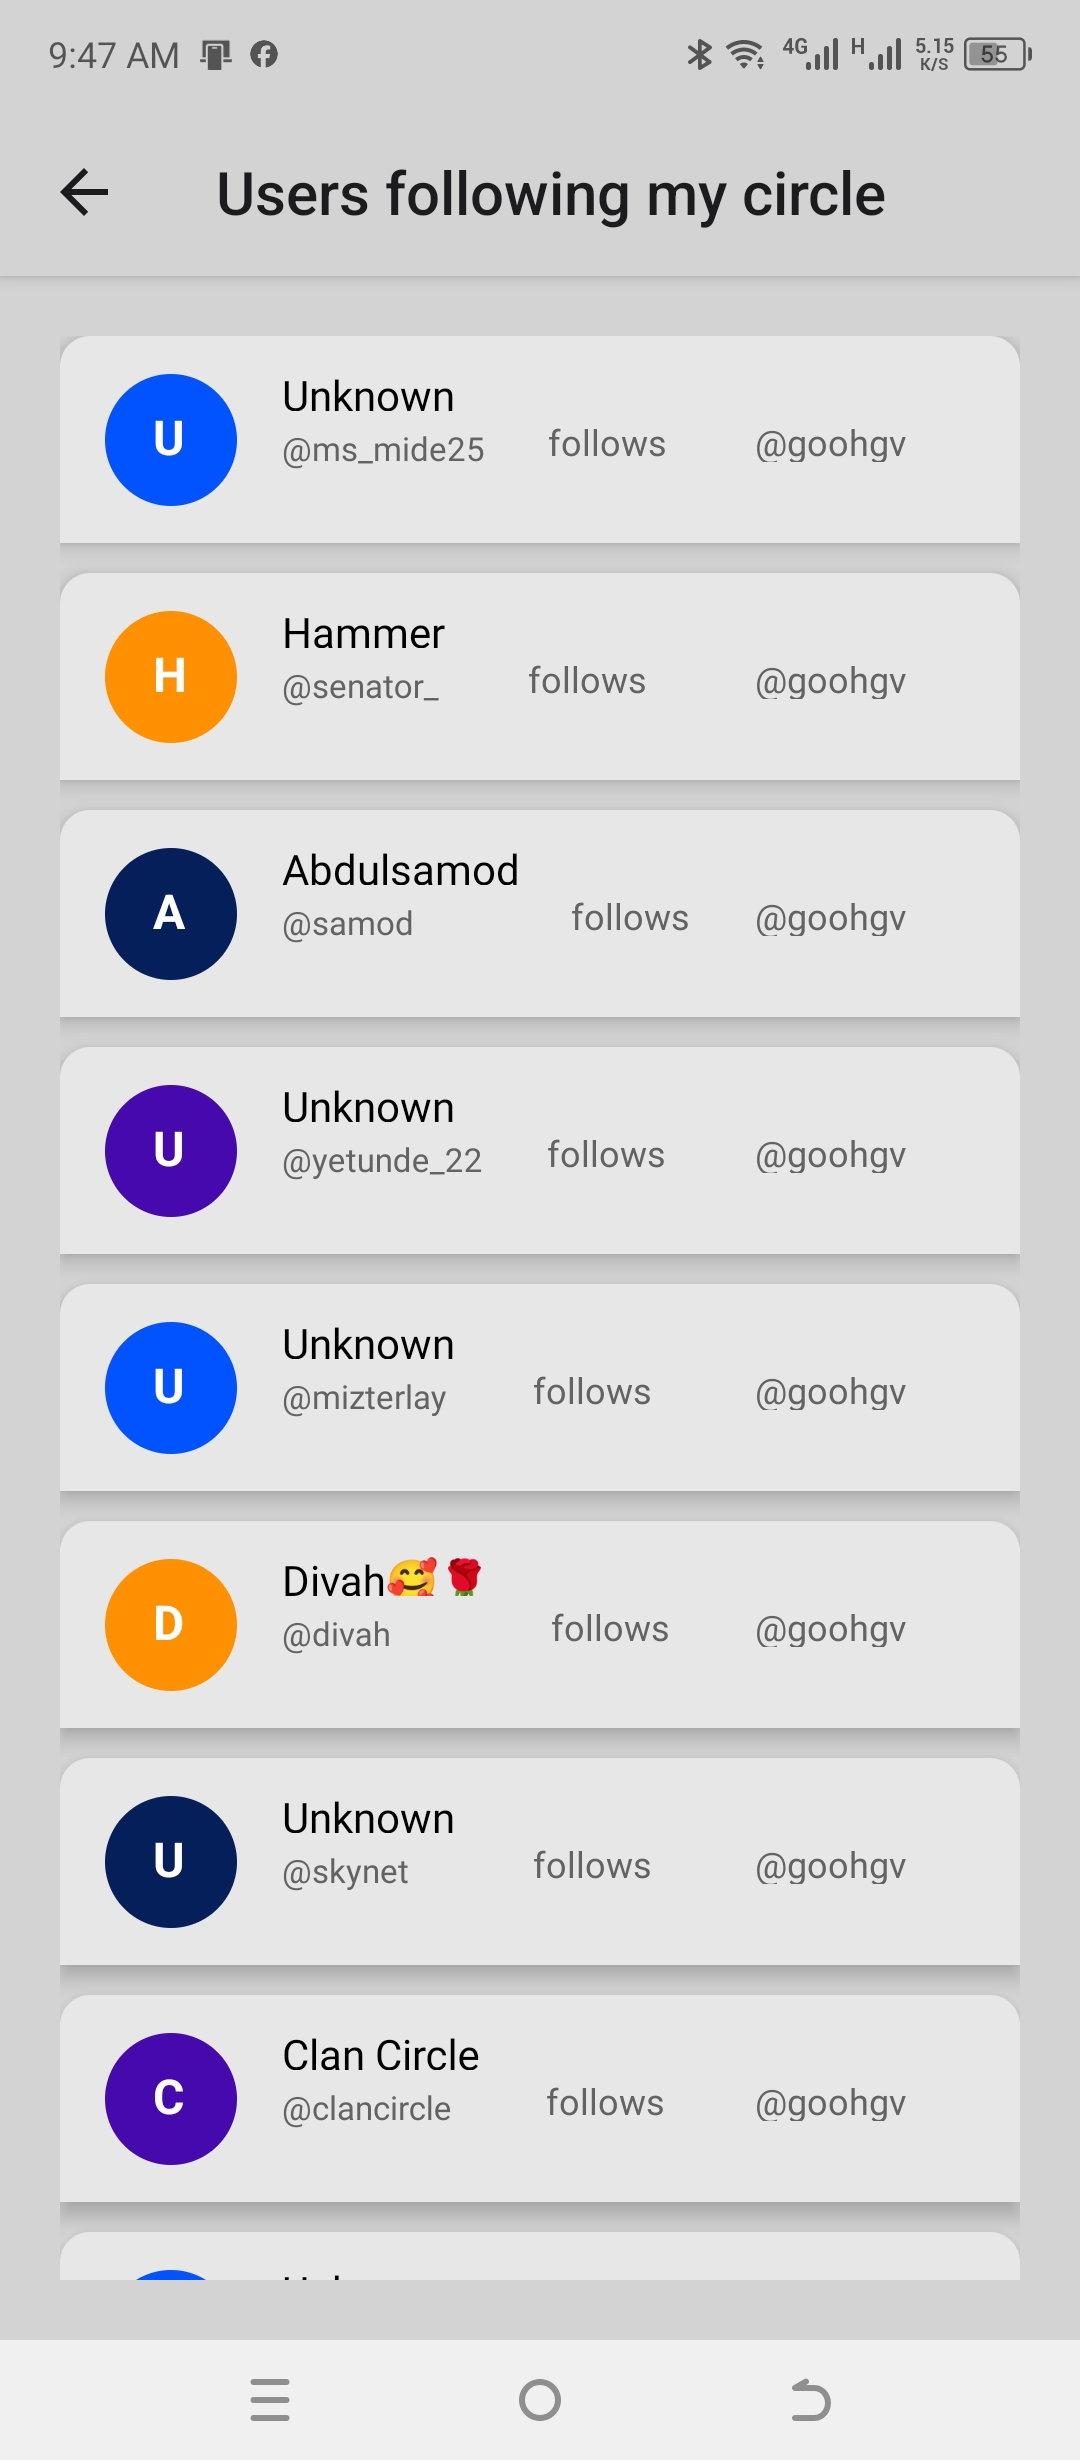 9:47 AM 4G H 5.15 K/S 55
Users following my circle
U
Unknown
@ms_mide25 follows @goohgv
H
Hammer
@senator_ follows @goohgv
A
Abdulsamod
@samod follows @goohgv
U
Unknown
@yetunde_22 follows @goohgv
U
Unknown
@mizterlay follows @goohgv
D
Divah🥰🌹
@divah follows @goohgv
U
Unknown
@skynet follows @goohgv
C
Clan Circle
@clancircle follows @goohgv